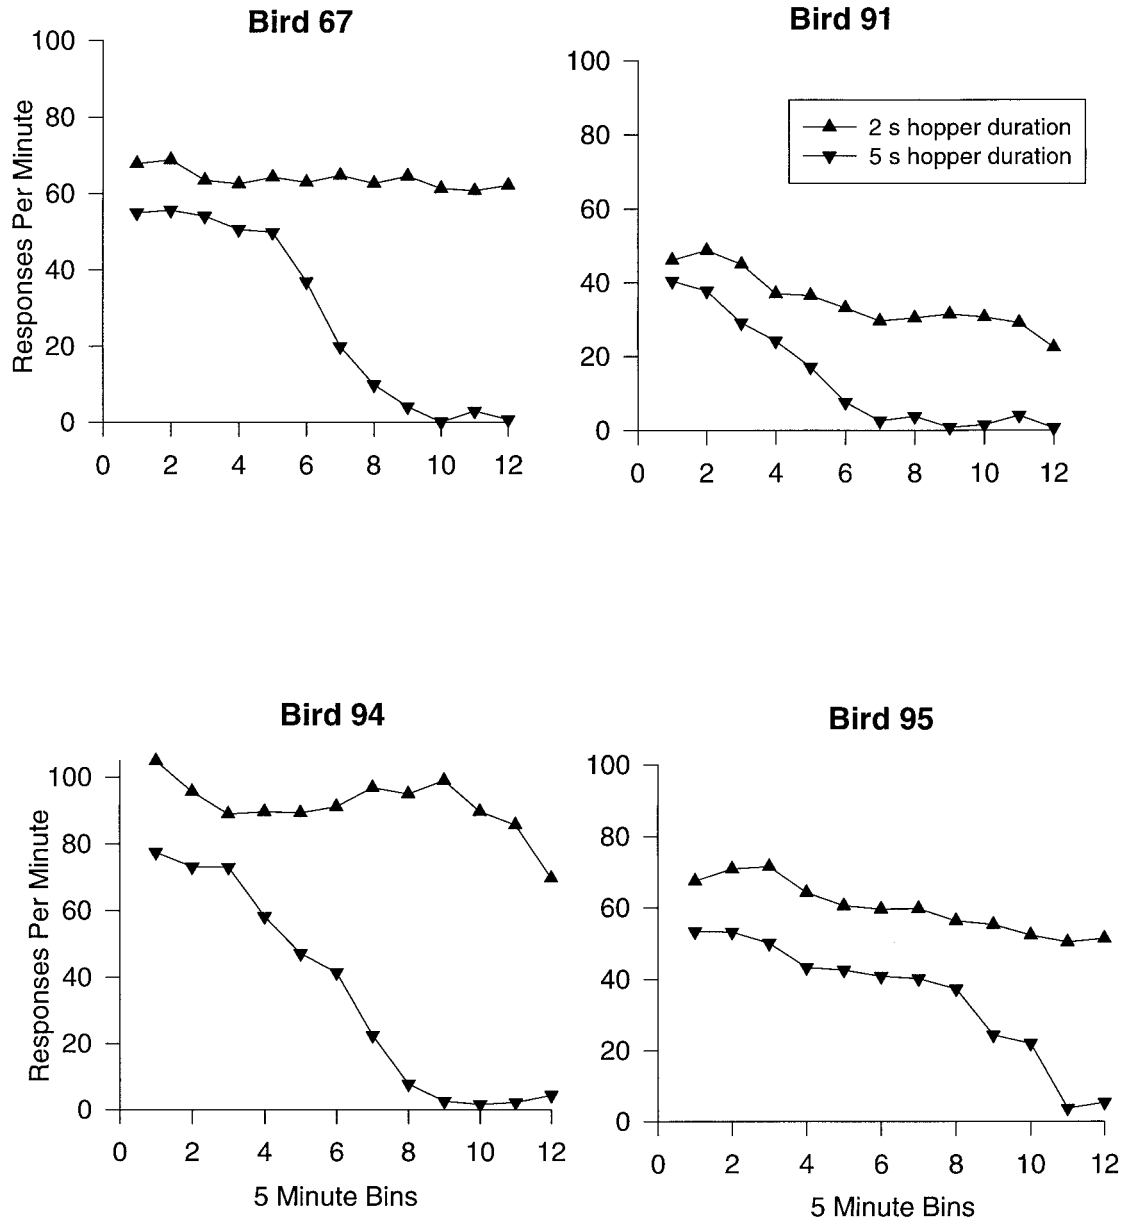 Bird 67
Bird 91
100
80
60
40
20
0
0 2 4 6 8 10 12
Responses Per Minute
100
80
60
40
20
0
0 2 4 6 8 10 12
2 s hopper duration
5 s hopper duration
Bird 94
Bird 95
100
80
60
40
20
0
0 2 4 6 8 10 12
Responses Per Minute
5 Minute Bins
100
80
60
40
20
0
0 2 4 6 8 10 12
5 Minute Bins